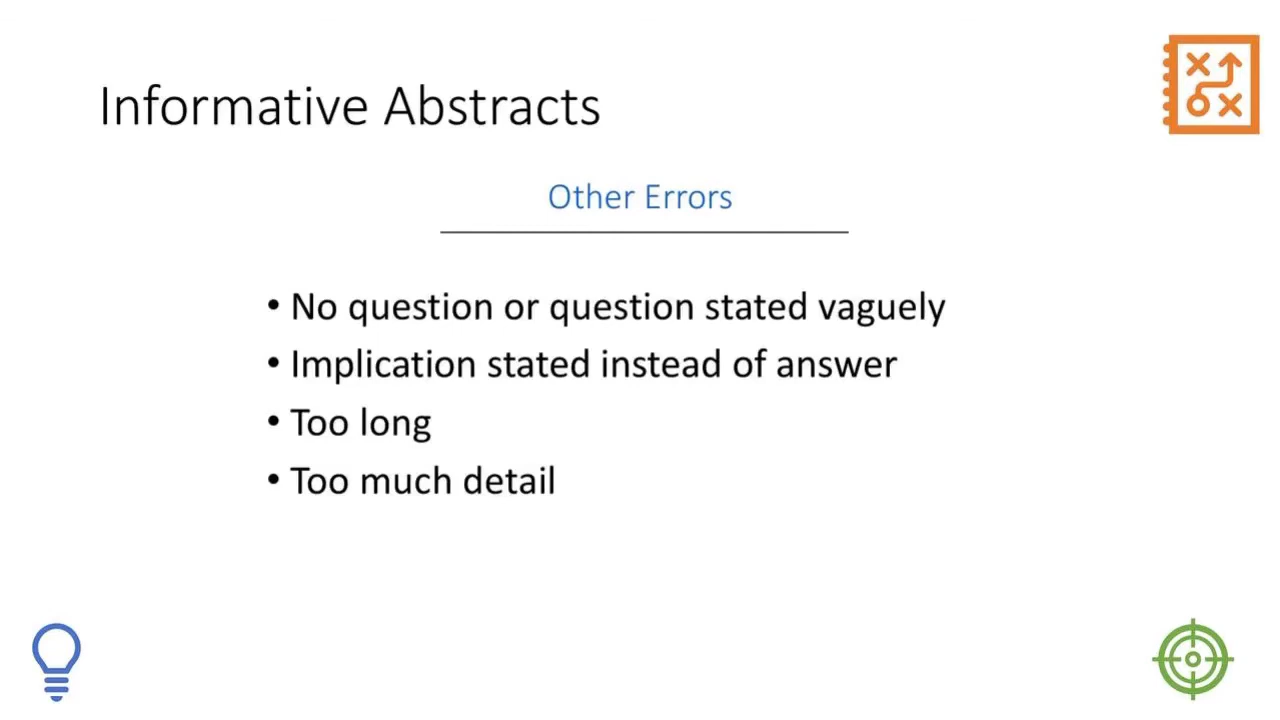 Informative Abstracts
Other Errors
• No question or question stated vaguely
• Implication stated instead of answer
• Too long
• Too much detail